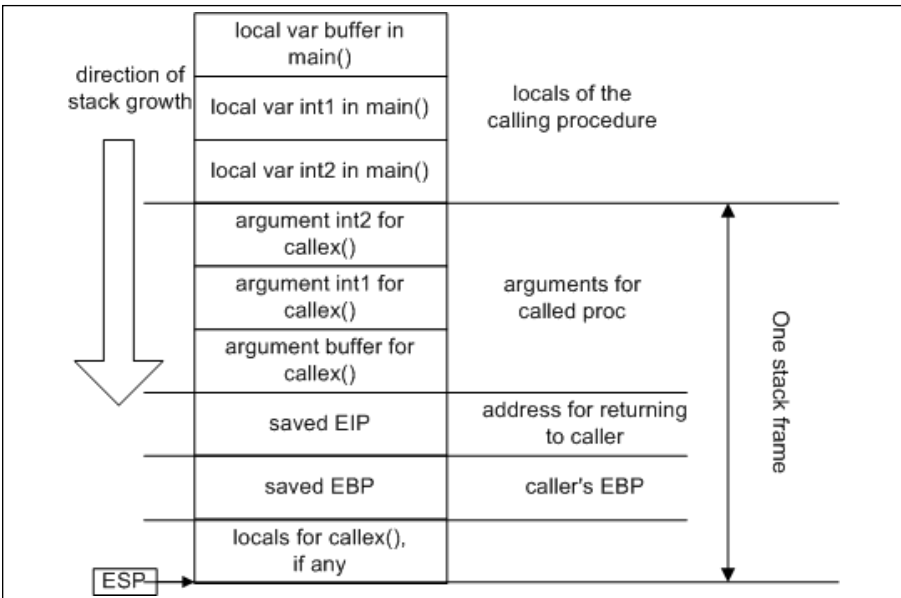 local var buffer in
main()
direction of
stack growth
local var int1 in main()
locals of the
calling procedure
local var int2 in main()
argument int2 for
callex()
argument int1 for
callex()
arguments for
called proc
argument buffer for
callex()
One stack frame
saved EIP
address for returning
to caller
saved EBP
caller's EBP
locals for callex(),
if any
ESP